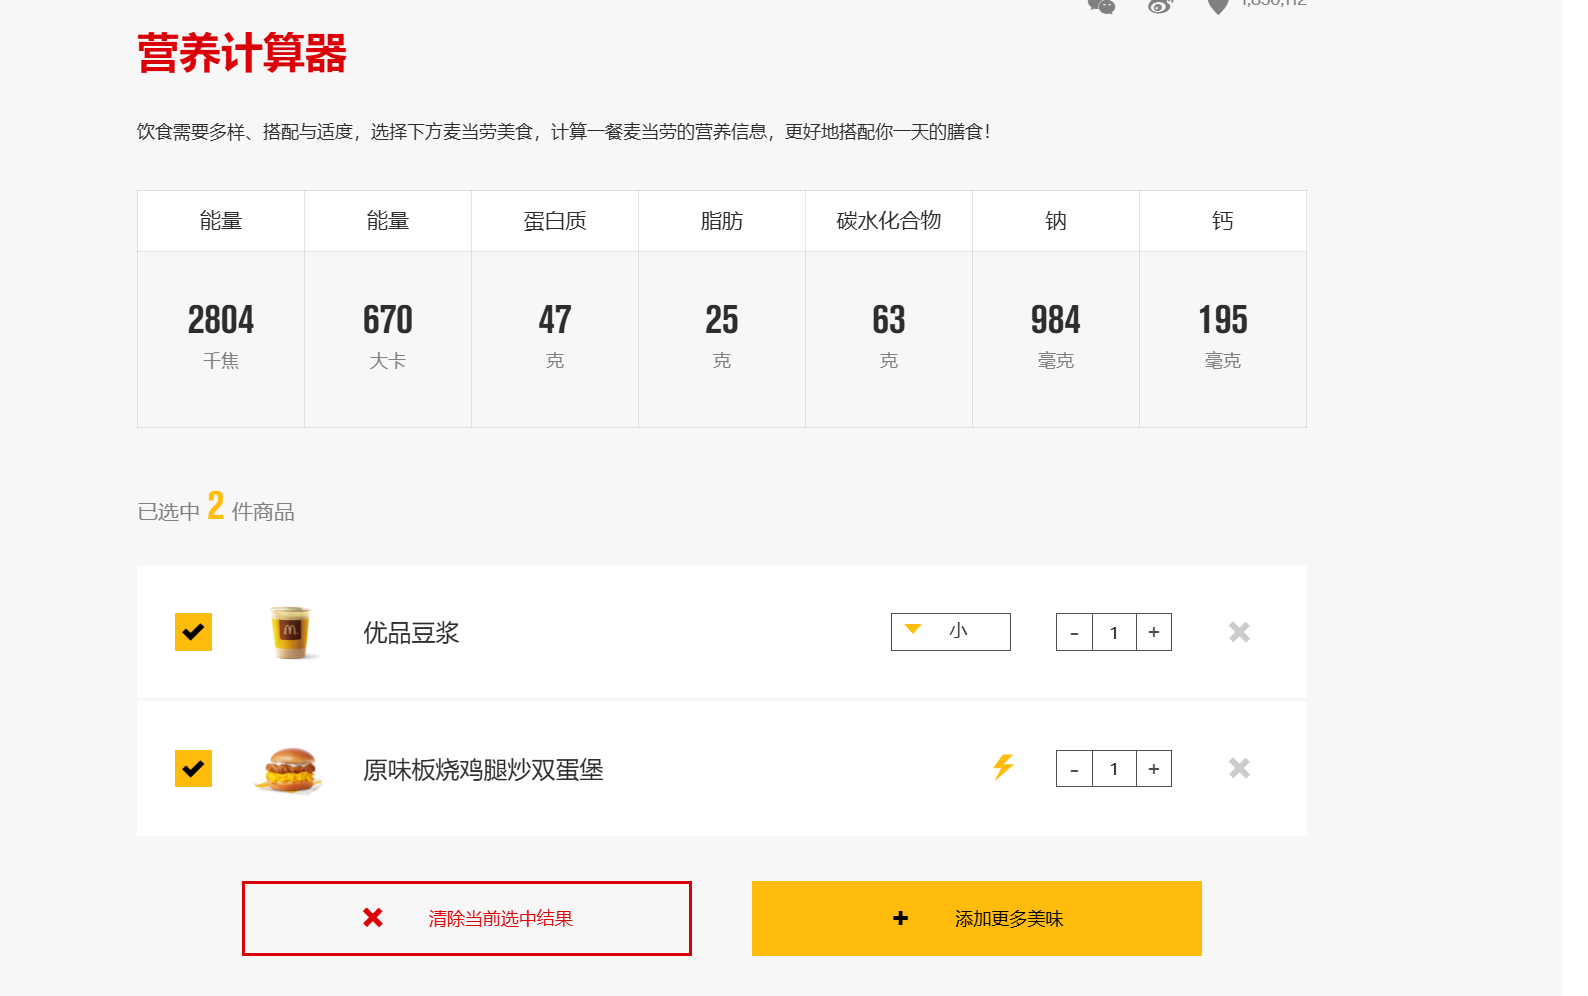 营养计算器
饮食需要多样、搭配与适度，选择下方麦当劳美食，计算一餐麦当劳的营养信息，更好地搭配你一天的膳食！
能量 能量 蛋白质 脂肪 碳水化合物 钠 钙
2804 670 47 25 63 984 195
千焦 大卡 克 克 克 毫克 毫克
已选中 2 件商品
优品豆浆 小 - 1 +
原味板烧鸡腿炒双蛋堡 - 1 +
清除当前选中结果 添加更多美味